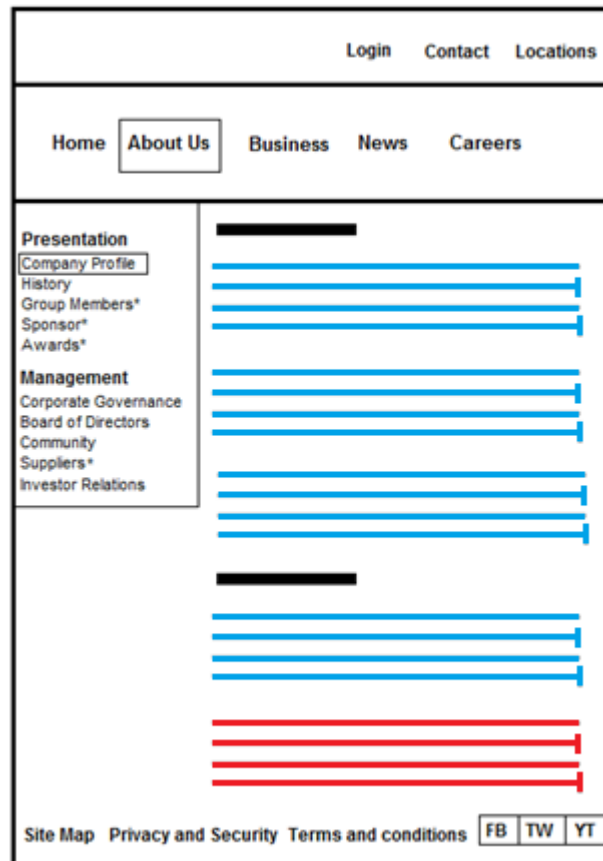 Login Contact Locations
Home About Us Business News Careers
Presentation
Company Profile
History
Group Members*
Sponsor*
Awards*
Management
Corporate Governance
Board of Directors
Community
Suppliers*
Investor Relations
Site Map Privacy and Security Terms and conditions FB TW YT